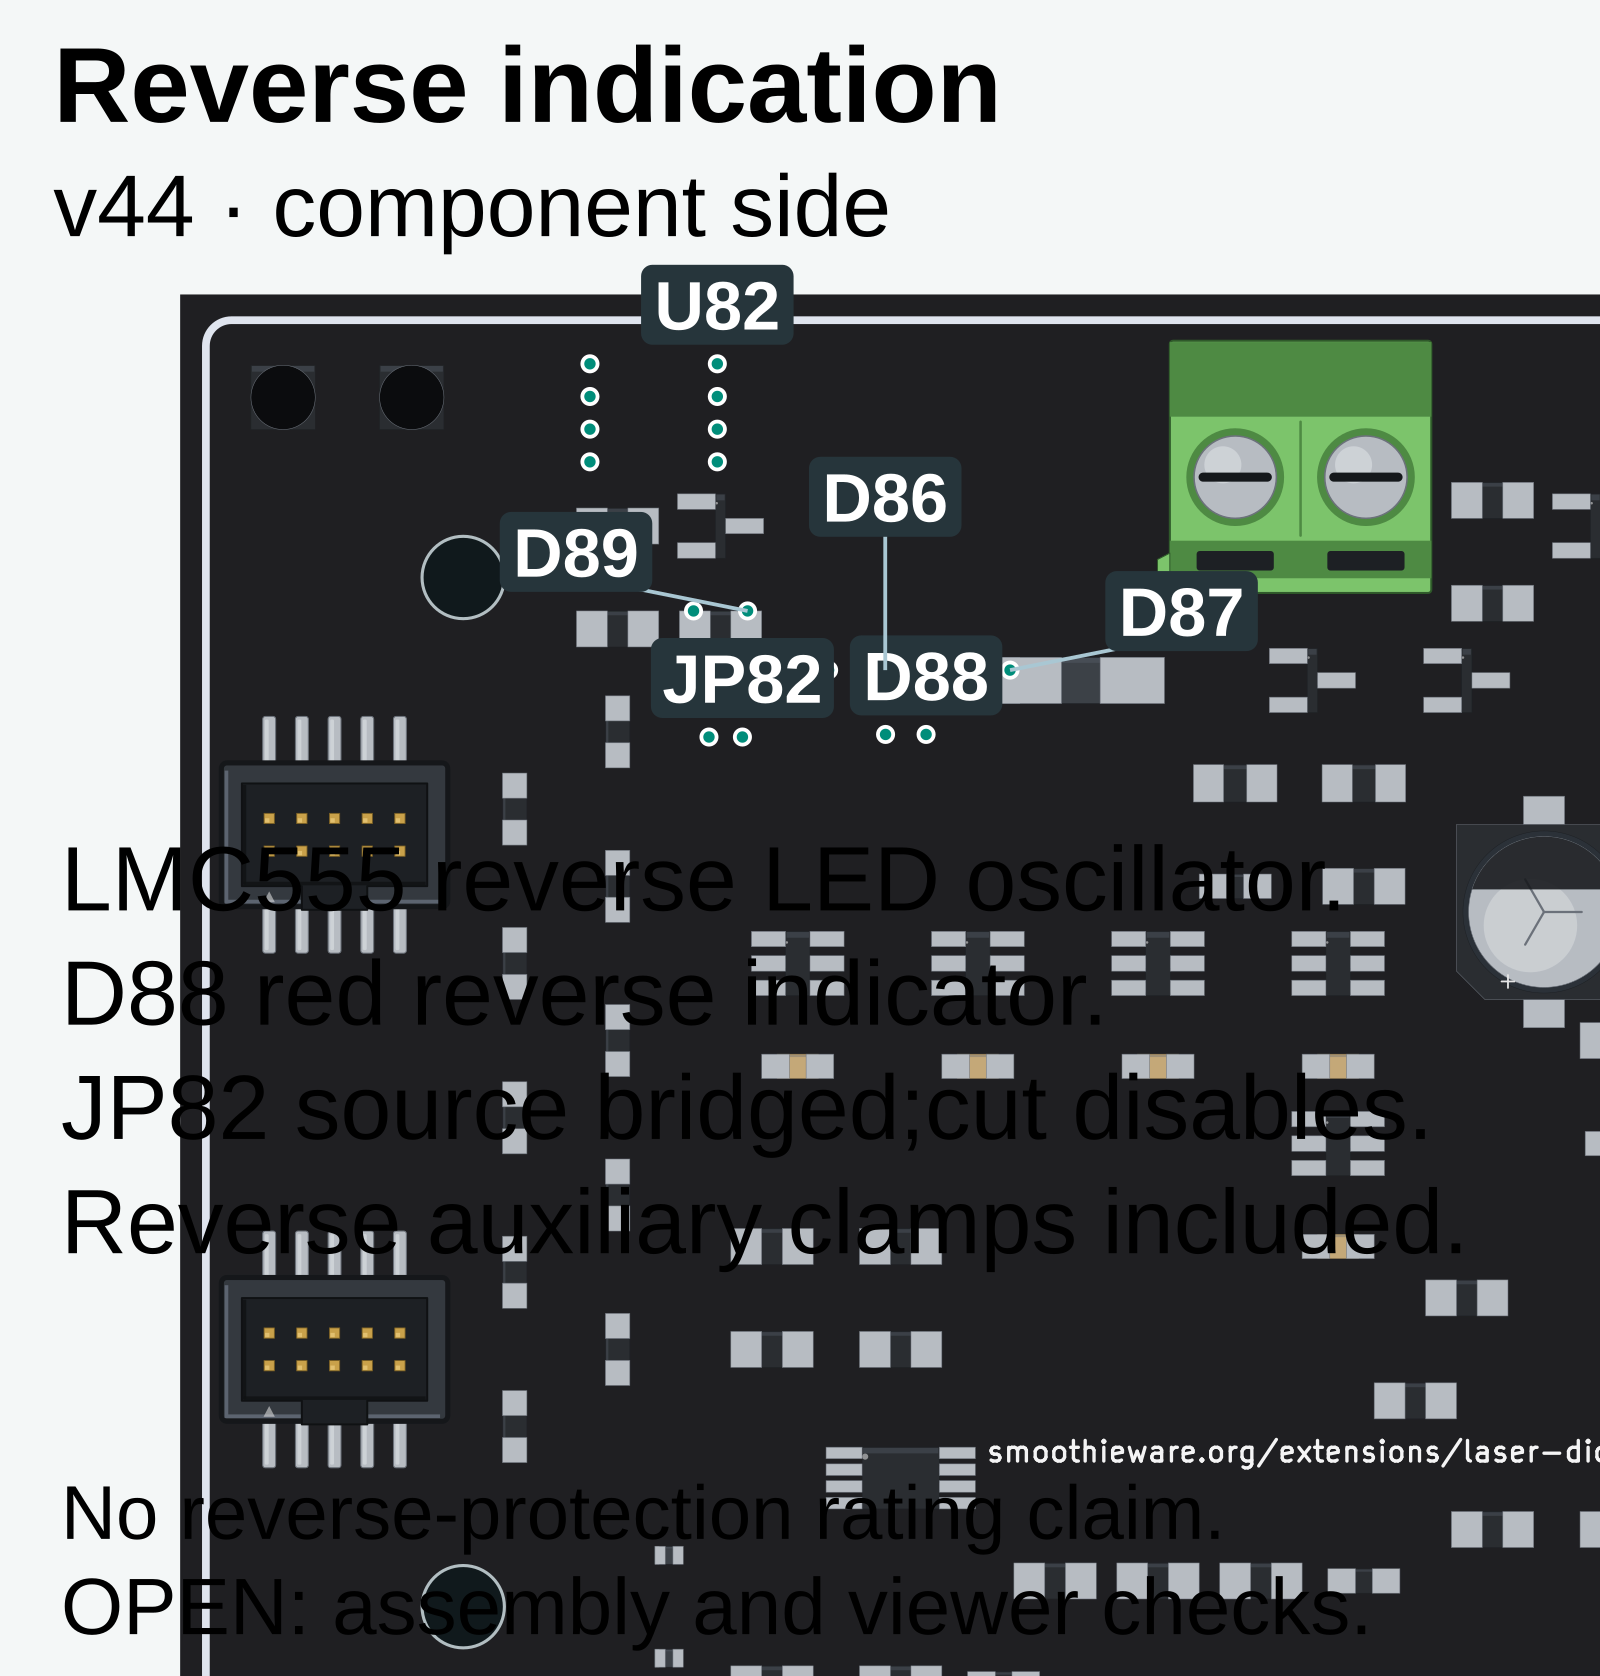 Reverse indication
v44 · component side
U82
D86
D89
D87
JP82
D88
LMC555 reverse LED oscillator.
D88 red reverse indicator.
JP82 source bridged;cut disables.
Reverse auxiliary clamps included.
smoothieware.org/extensions/laser-dio
No reverse-protection rating claim.
OPEN: assembly and viewer checks.